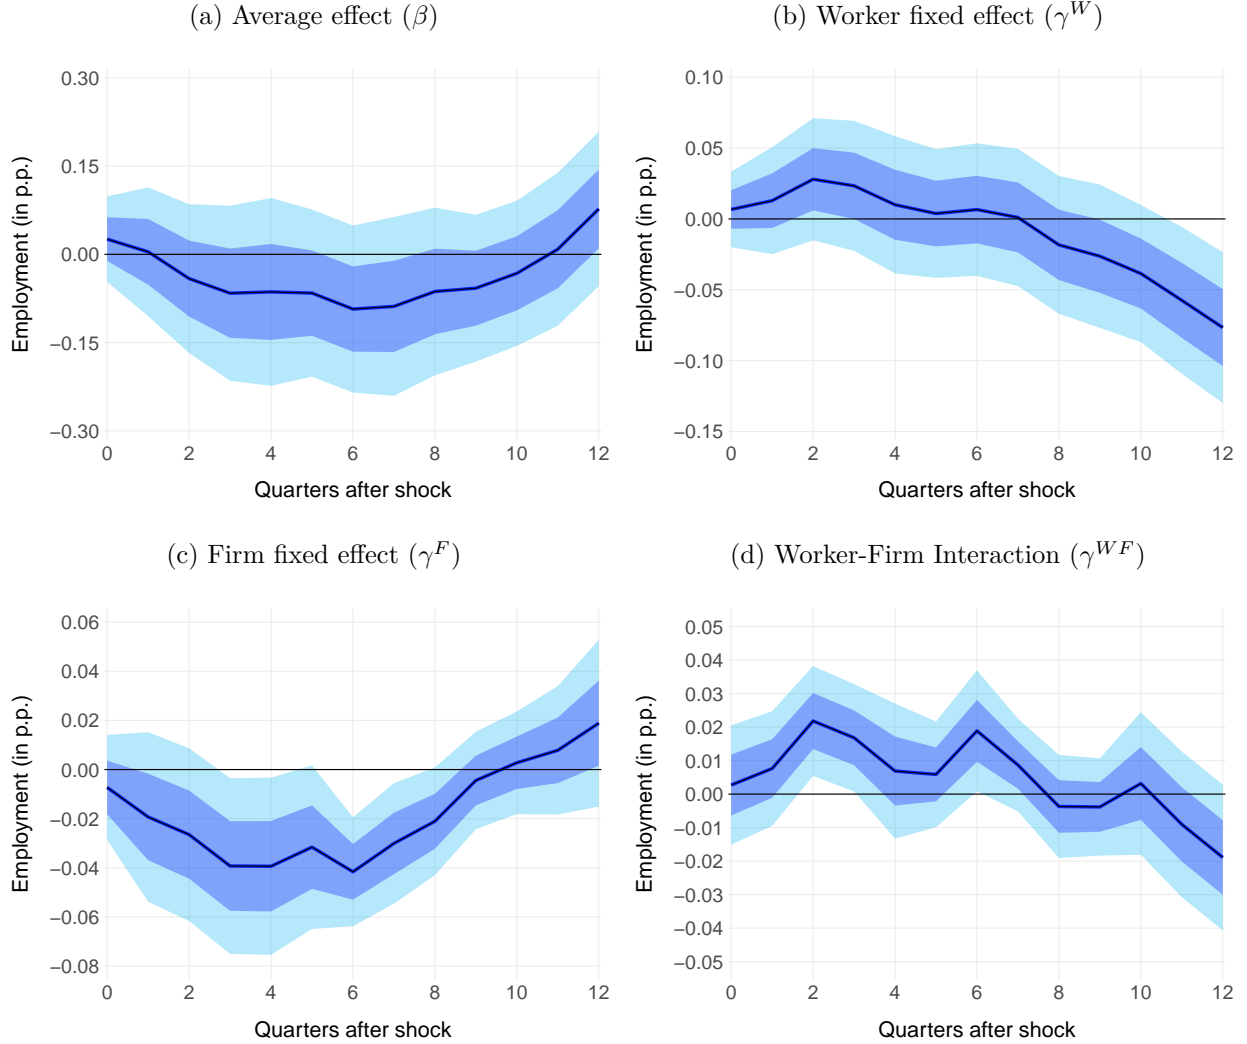 (a) Average effect (β)
Employment (in p.p.)
0.30
0.15
0.00
−0.15
−0.30
0 2 4 6 8 10 12
Quarters after shock
(b) Worker fixed effect (γ^W)
Employment (in p.p.)
0.10
0.05
0.00
−0.05
−0.10
−0.15
0 2 4 6 8 10 12
Quarters after shock
(c) Firm fixed effect (γ^F)
Employment (in p.p.)
0.06
0.04
0.02
0.00
−0.02
−0.04
−0.06
−0.08
0 2 4 6 8 10 12
Quarters after shock
(d) Worker-Firm Interaction (γ^WF)
Employment (in p.p.)
0.05
0.04
0.03
0.02
0.01
0.00
−0.01
−0.02
−0.03
−0.04
−0.05
0 2 4 6 8 10 12
Quarters after shock